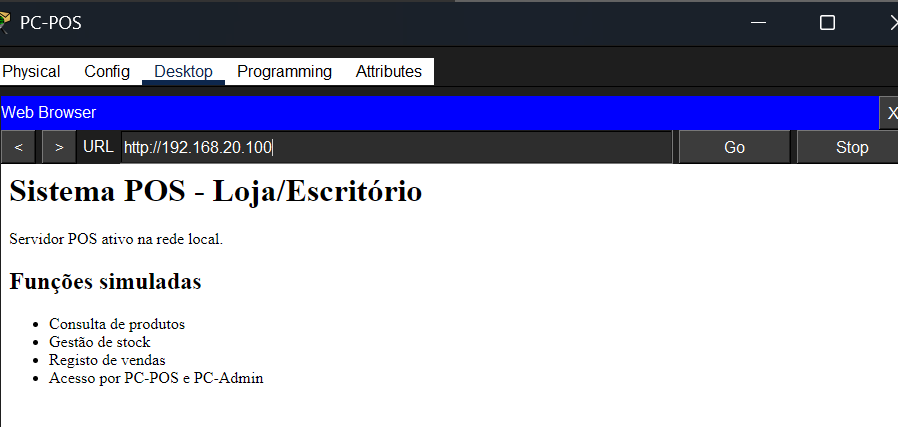 PC-POS
Physical Config Desktop Programming Attributes
Web Browser X
< > URL http://192.168.20.100 Go Stop
Sistema POS - Loja/Escritório
Servidor POS ativo na rede local.
Funções simuladas
• Consulta de produtos
• Gestão de stock
• Registo de vendas
• Acesso por PC-POS e PC-Admin